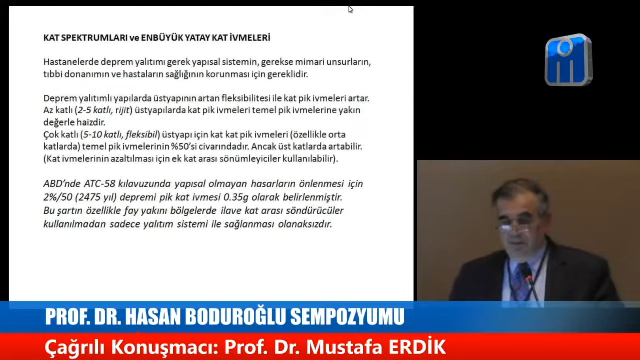 KAT SPEKTRUMLARI ve ENBÜYÜK YATAY KAT İVMELERİ
Hastanelerde deprem yalıtımı gerek yapısal sistemin, gerekse mimari unsurların,
tıbbi donanımın ve hastaların sağlığının korunması için gereklidir.
Deprem yalıtımlı yapılarda üstyapının artan fleksibilitesi ile kat pik ivmeleri artar.
Az katlı (2-5 katlı, rijit) üstyapılarda kat pik ivmeleri temel pik ivmelerine yakın
değerle haizdir.
Çok katlı (5-10 katlı, fleksibil) üstyapı için kat kat pik ivmeleri (özellikle orta
katlarda) temel pik ivmelerinin %50'si civarındadır. Ancak üst katlarda artabilir.
(Kat ivmelerinin azaltılması için ek kat arası sönümleyiciler kullanılabilir).
ABD'nde ATC-58 kılavuzunda yapısal olmayan hasarların önlenmesi için
2%/50 (2475 yıl) depremi pik kat ivmesi 0.35g olarak belirlenmiştir.
Bu şartın özellikle fay yakını bölgelerde ilave kat arası söndürücüler
kullanılmadan sadece yalıtım sistemi ile sağlanması olanaksızdır.
PROF. DR. HASAN BODUROĞLU SEMPOZYUMU
Çağrılı Konuşmacı: Prof. Dr. Mustafa ERDİK